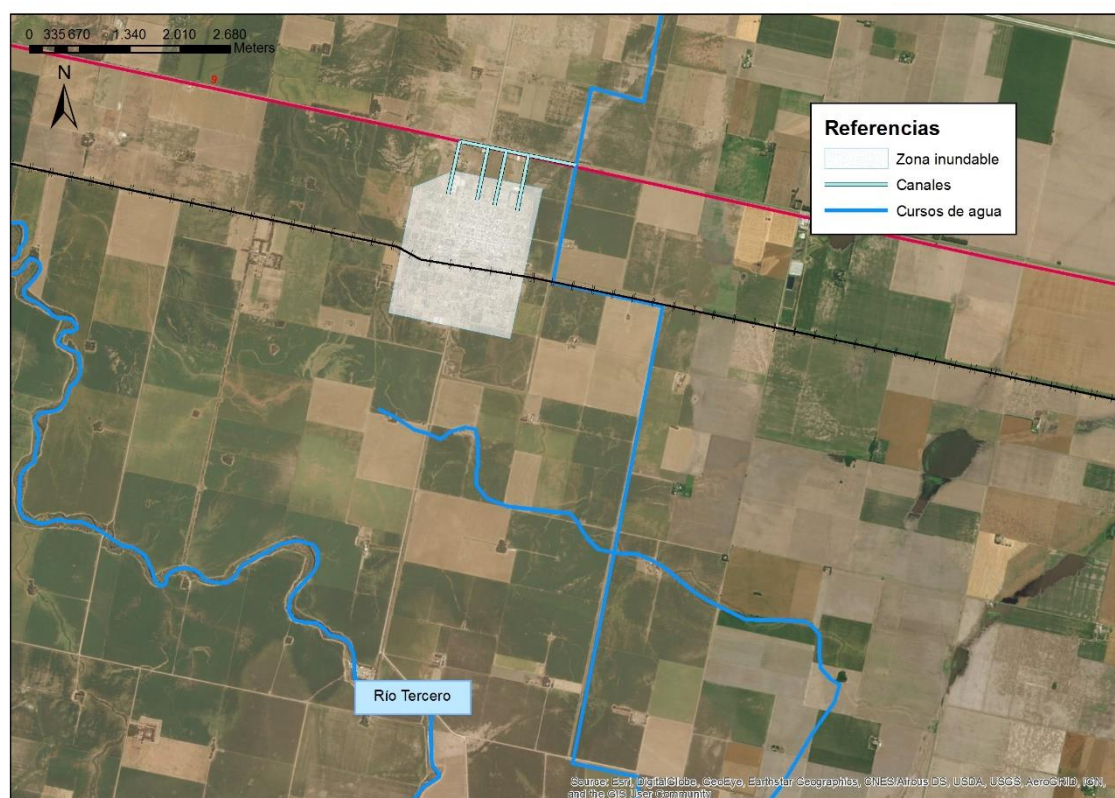 0 335 670 1.340 2.010 2.680
Meters
N
9
Referencias
Zona inundable
Canales
Cursos de agua
Río Tercero
Source: Esri, DigitalGlobe, GeoEye, Earthstar Geographics, CNES/Airbus DS, USDA, USGS, AeroGRID, IGN,
and the GIS User Community